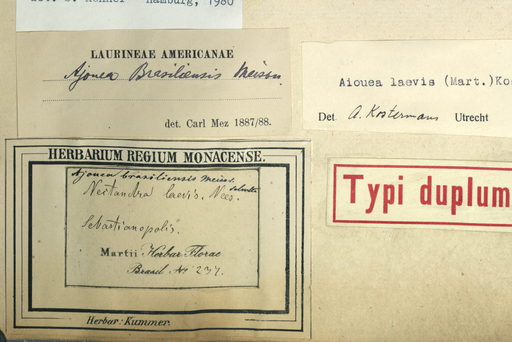 Hamburg, 1980
LAURINEAE AMERICANAE
Ajouea Brasiliensis Meissn.
det. Carl Mez 1887/88.
Aiouea laevis (Mart.)Kos
Det. A. Kostermans Utrecht
HERBARIUM REGIUM MONACENSE.
Ajouea brasiliensis Meissn.
Nectandra laevis. Nees.
Sebastianopolis.
Martii Herbar. Florae
Brasil. No 237.
Herbar: Kummer.
Typi duplum